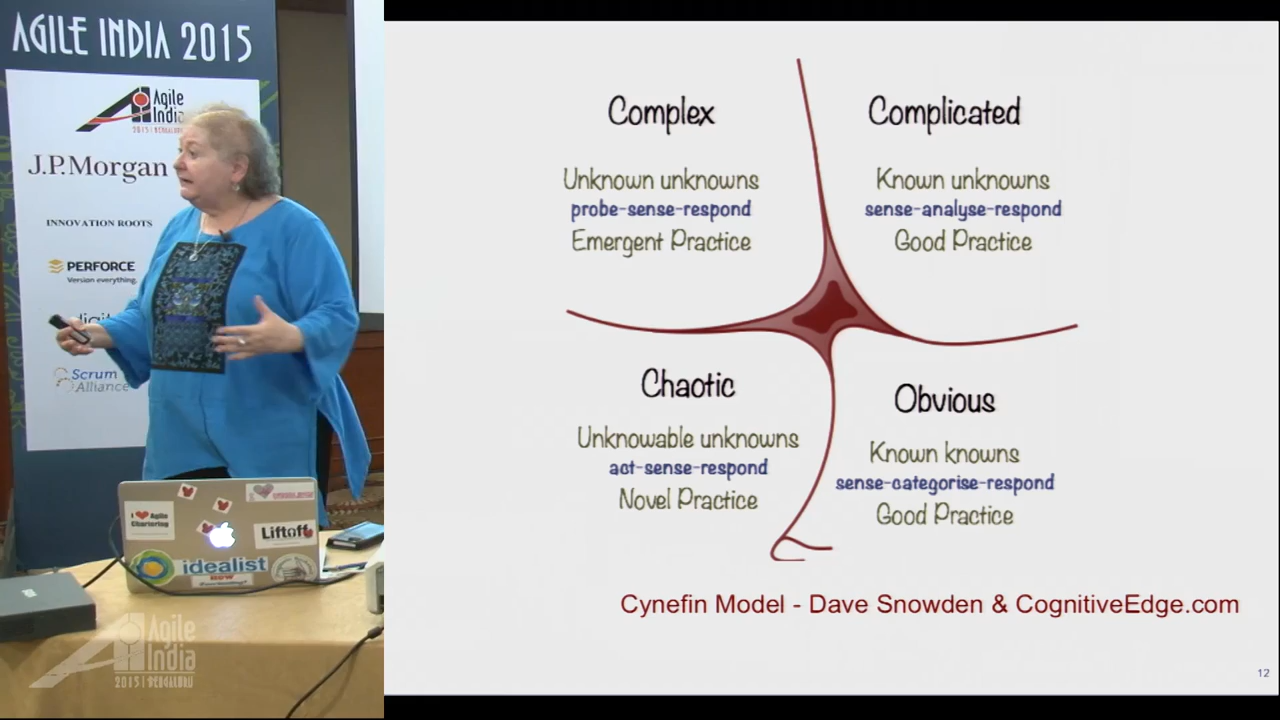 AGILE INDIA 2015
Agile
India
2015 | BENGALURU
J.P.Morgan
INNOVATION ROOTS
PERFORCE
Version everything.
digit
Scrum
Alliance
I ❤ Agile
Chartering
Liftoff
idealist
Agile
India
2015 | BENGALURU
Complex
Unknown unknowns
probe-sense-respond
Emergent Practice
Complicated
Known unknowns
sense-analyse-respond
Good Practice
Chaotic
Unknowable unknowns
act-sense-respond
Novel Practice
Obvious
Known knowns
sense-categorise-respond
Good Practice
Cynefin Model - Dave Snowden & CognitiveEdge.com
12